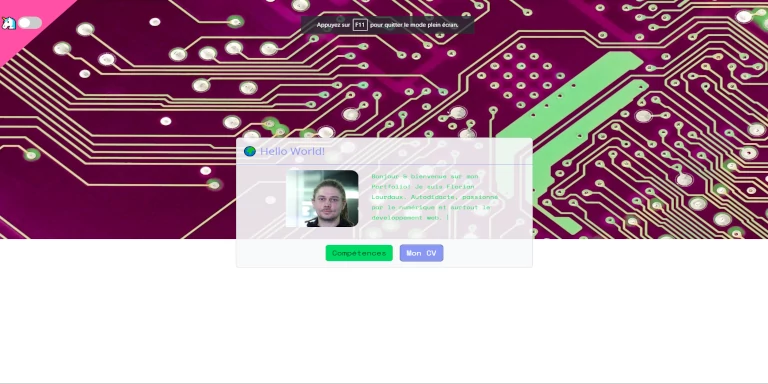 Appuyez sur F11 pour quitter le mode plein écran.
Hello World!
Bonjour & bienvenue sur mon
Portfolio! Je suis Florian
Lourdaux. Autodidacte, passionné
par le numérique et surtout le
développement web. |
Compétences
Mon CV